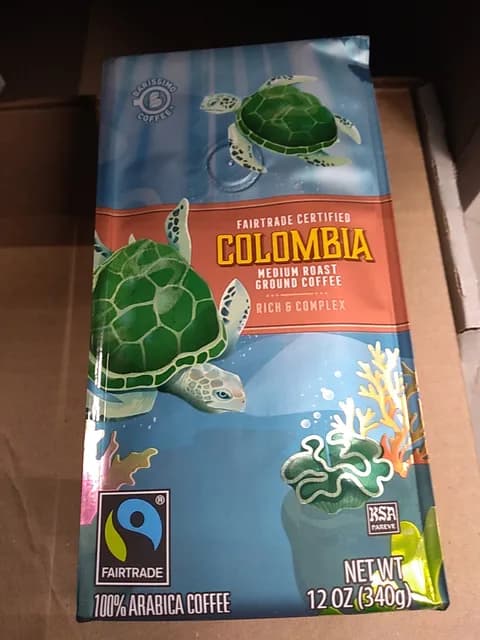 BARISSIMO
B
COFFEE
FAIRTRADE CERTIFIED
COLOMBIA
MEDIUM ROAST
GROUND COFFEE
RICH & COMPLEX
®
FAIRTRADE
KSA
PAREVE
100% ARABICA COFFEE
NET WT
12 OZ (340g)